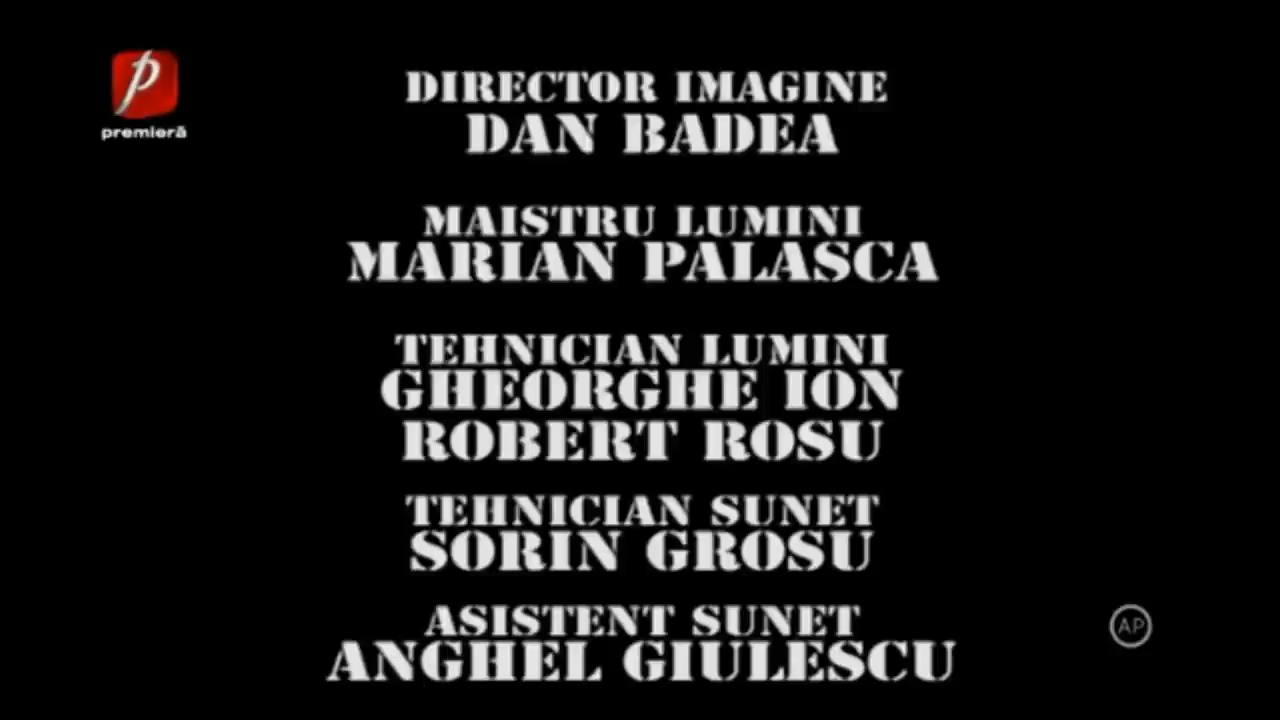 p
premieră
DIRECTOR IMAGINE
DAN BADEA
MAISTRU LUMINI
MARIAN PALASCA
TEHNICIAN LUMINI
GHEORGHE ION
ROBERT ROSU
TEHNICIAN SUNET
SORIN GROSU
ASISTENT SUNET
ANGHEL GIULESCU
AP